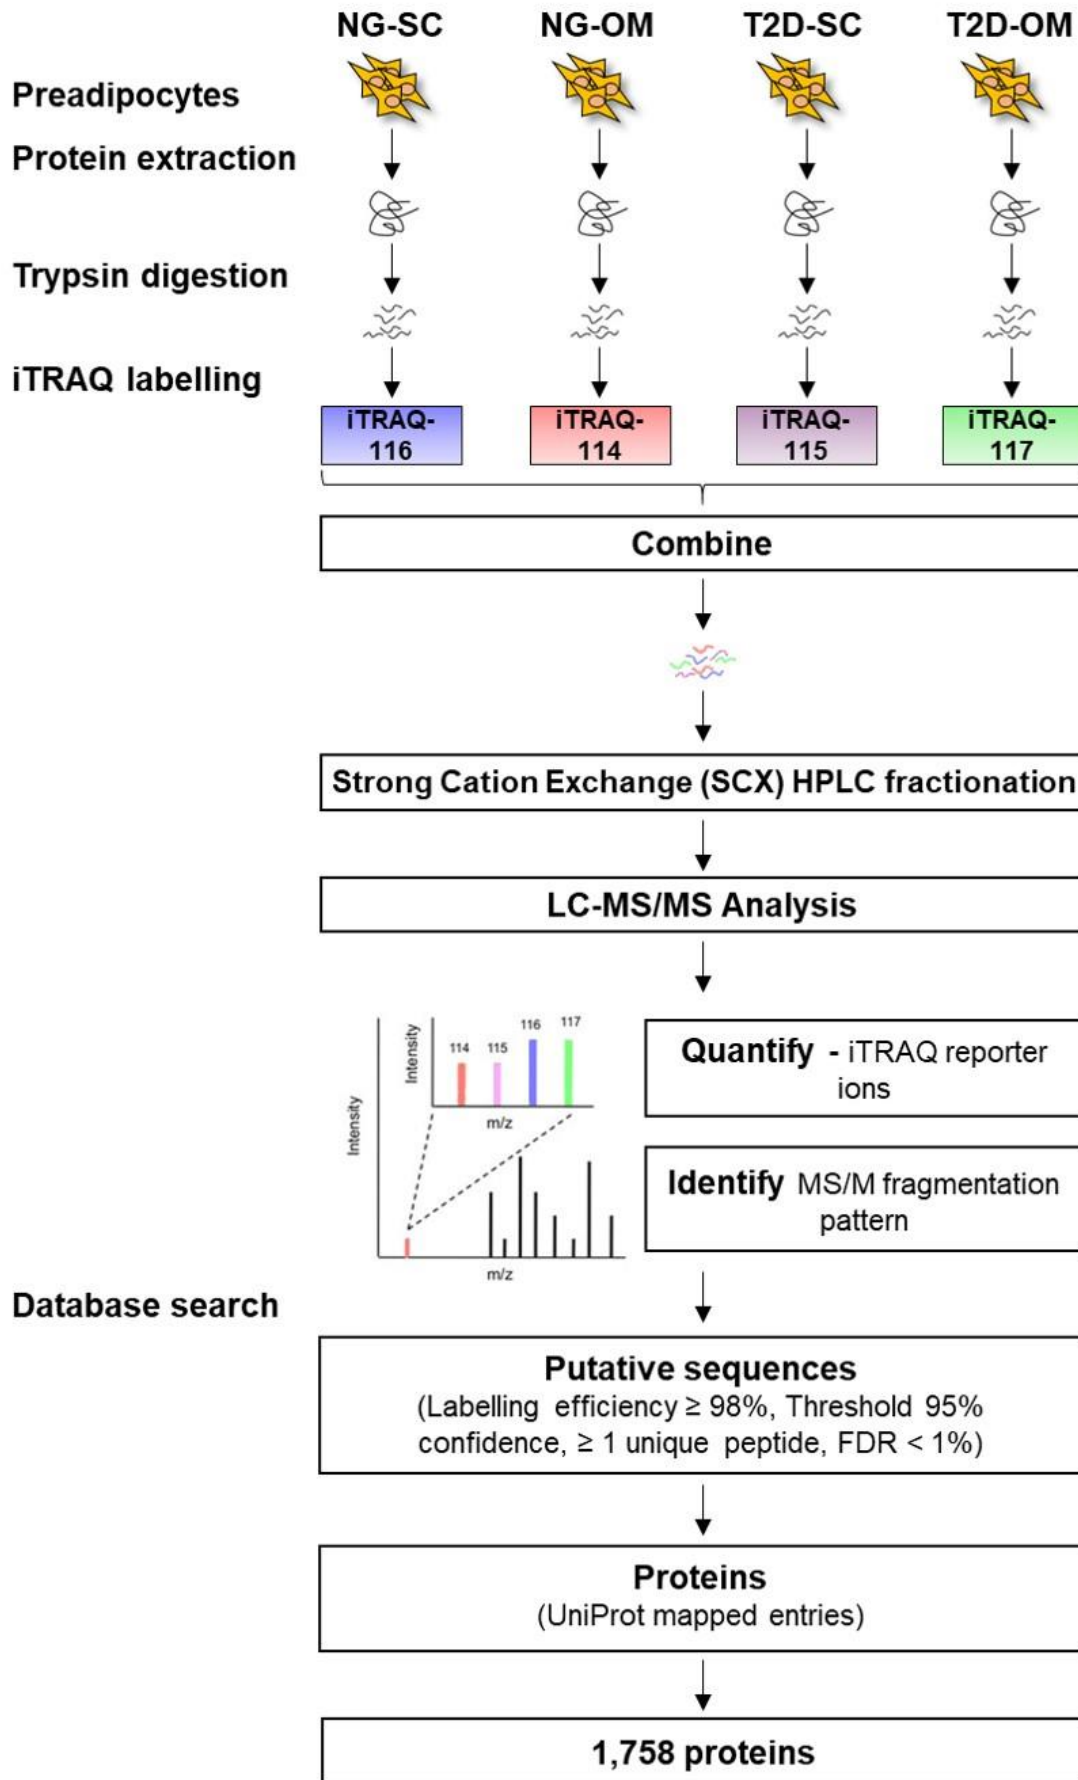 NG-SC NG-OM T2D-SC T2D-OM
Preadipocytes
Protein extraction
Trypsin digestion
iTRAQ labelling
iTRAQ- iTRAQ- iTRAQ- iTRAQ-
116 114 115 117
Combine
Strong Cation Exchange (SCX) HPLC fractionation
LC-MS/MS Analysis
Intensity
Intensity
114 115 116 117
m/z
m/z
Quantify - iTRAQ reporter
ions
Identify MS/M fragmentation
pattern
Database search
Putative sequences
(Labelling efficiency ≥ 98%, Threshold 95%
confidence, ≥ 1 unique peptide, FDR < 1%)
Proteins
(UniProt mapped entries)
1,758 proteins